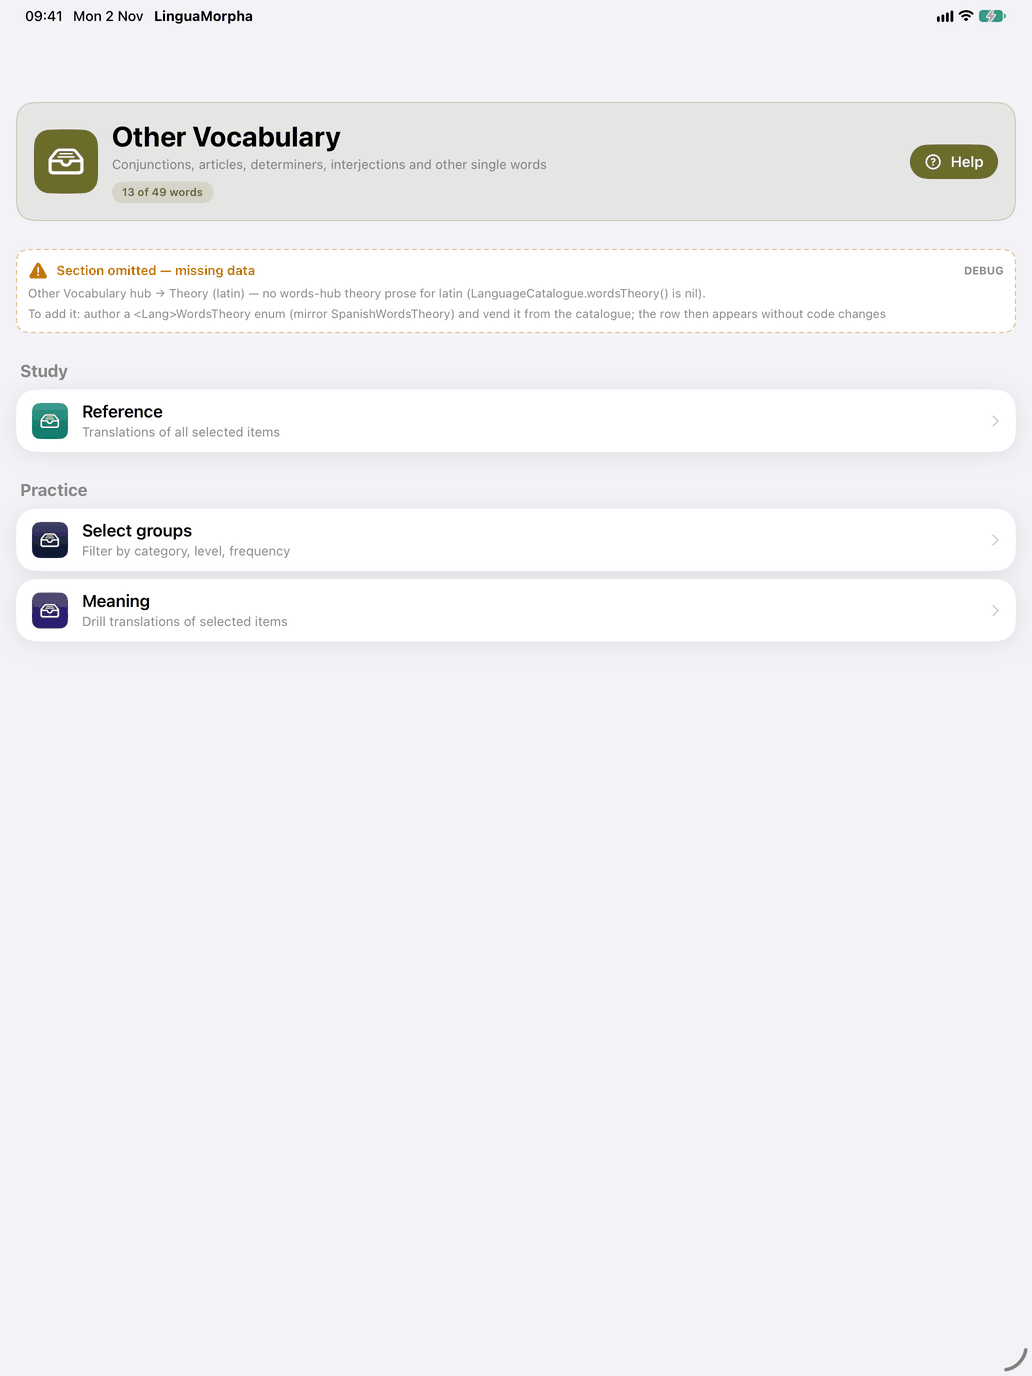 09:41 Mon 2 Nov LinguaMorpha
Other Vocabulary
Conjunctions, articles, determiners, interjections and other single words
13 of 49 words
Help
Section omitted — missing data
DEBUG
Other Vocabulary hub → Theory (latin) — no words-hub theory prose for latin (LanguageCatalogue.wordsTheory() is nil).
To add it: author a <Lang>WordsTheory enum (mirror SpanishWordsTheory) and vend it from the catalogue; the row then appears without code changes
Study
Reference
Translations of all selected items
Practice
Select groups
Filter by category, level, frequency
Meaning
Drill translations of selected items